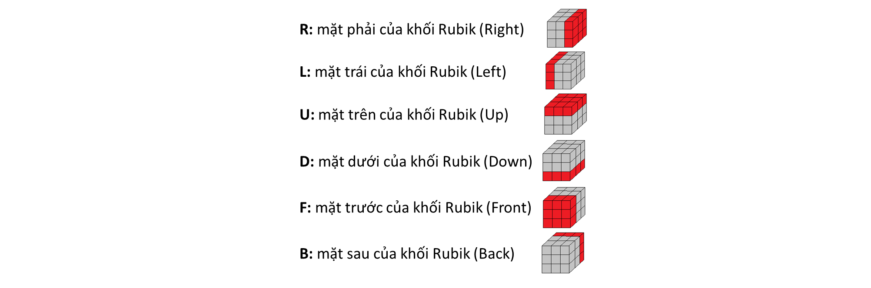 R: mặt phải của khối Rubik (Right)
L: mặt trái của khối Rubik (Left)
U: mặt trên của khối Rubik (Up)
D: mặt dưới của khối Rubik (Down)
F: mặt trước của khối Rubik (Front)
B: mặt sau của khối Rubik (Back)